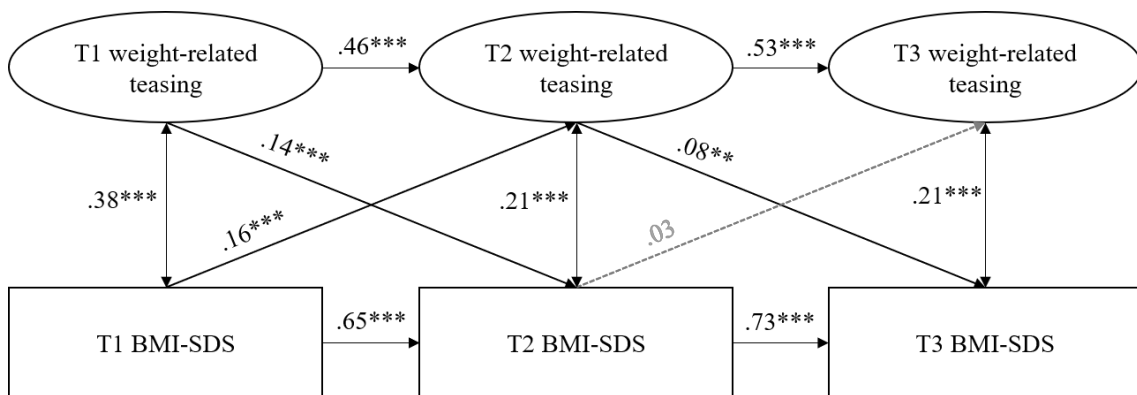 T1 weight-related
teasing
.46***
T2 weight-related
teasing
.53***
T3 weight-related
teasing
.38***
.14***
.16***
.21***
.08**
.03
.21***
T1 BMI-SDS
.65***
T2 BMI-SDS
.73***
T3 BMI-SDS